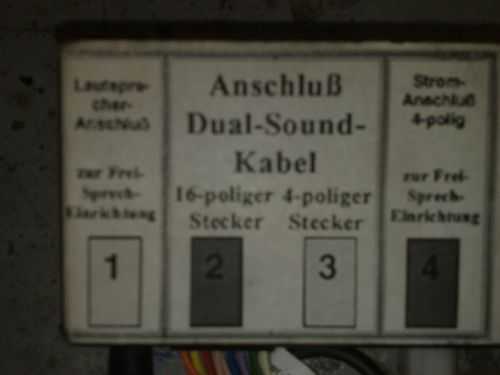 Lautspre-
cher-
Anschluß
zur Frei-
Sprech-
Einrichtung
1
Anschluß
Dual-Sound-
Kabel
16-poliger 4-poliger
Stecker Stecker
2 3
Strom-
Anschluß
4-polig
zur Frei-
Sprech-
Einrichtung
4